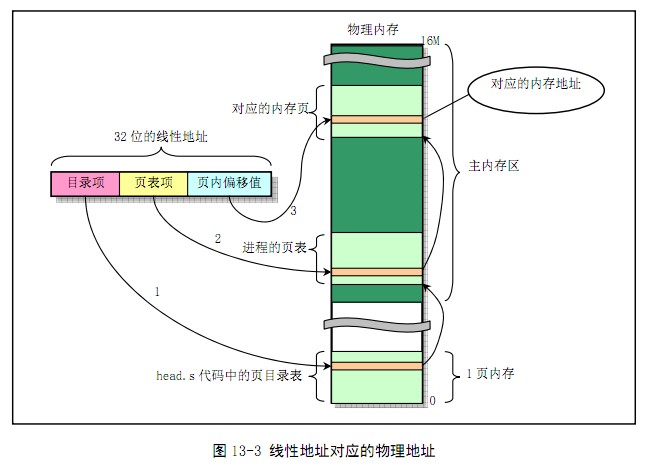 物理内存
16M
对应的内存地址
对应的内存页
32 位的线性地址
主内存区
目录项 页表项 页内偏移值
3
2
进程的页表
1
head.s 代码中的页目录表
1 页内存
0
图 13-3 线性地址对应的物理地址